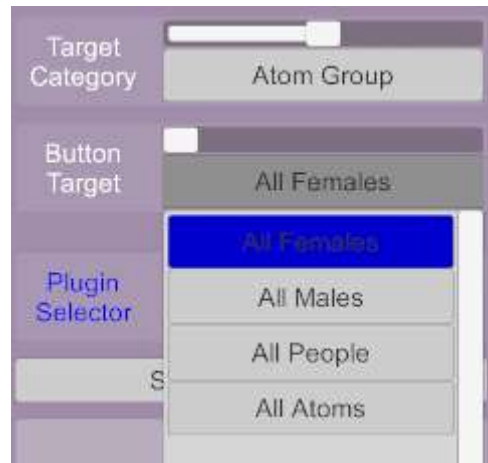 Target
Category
Atom Group
Button
Target
All Females
All Females
All Males
All People
All Atoms
Plugin
Selector
S